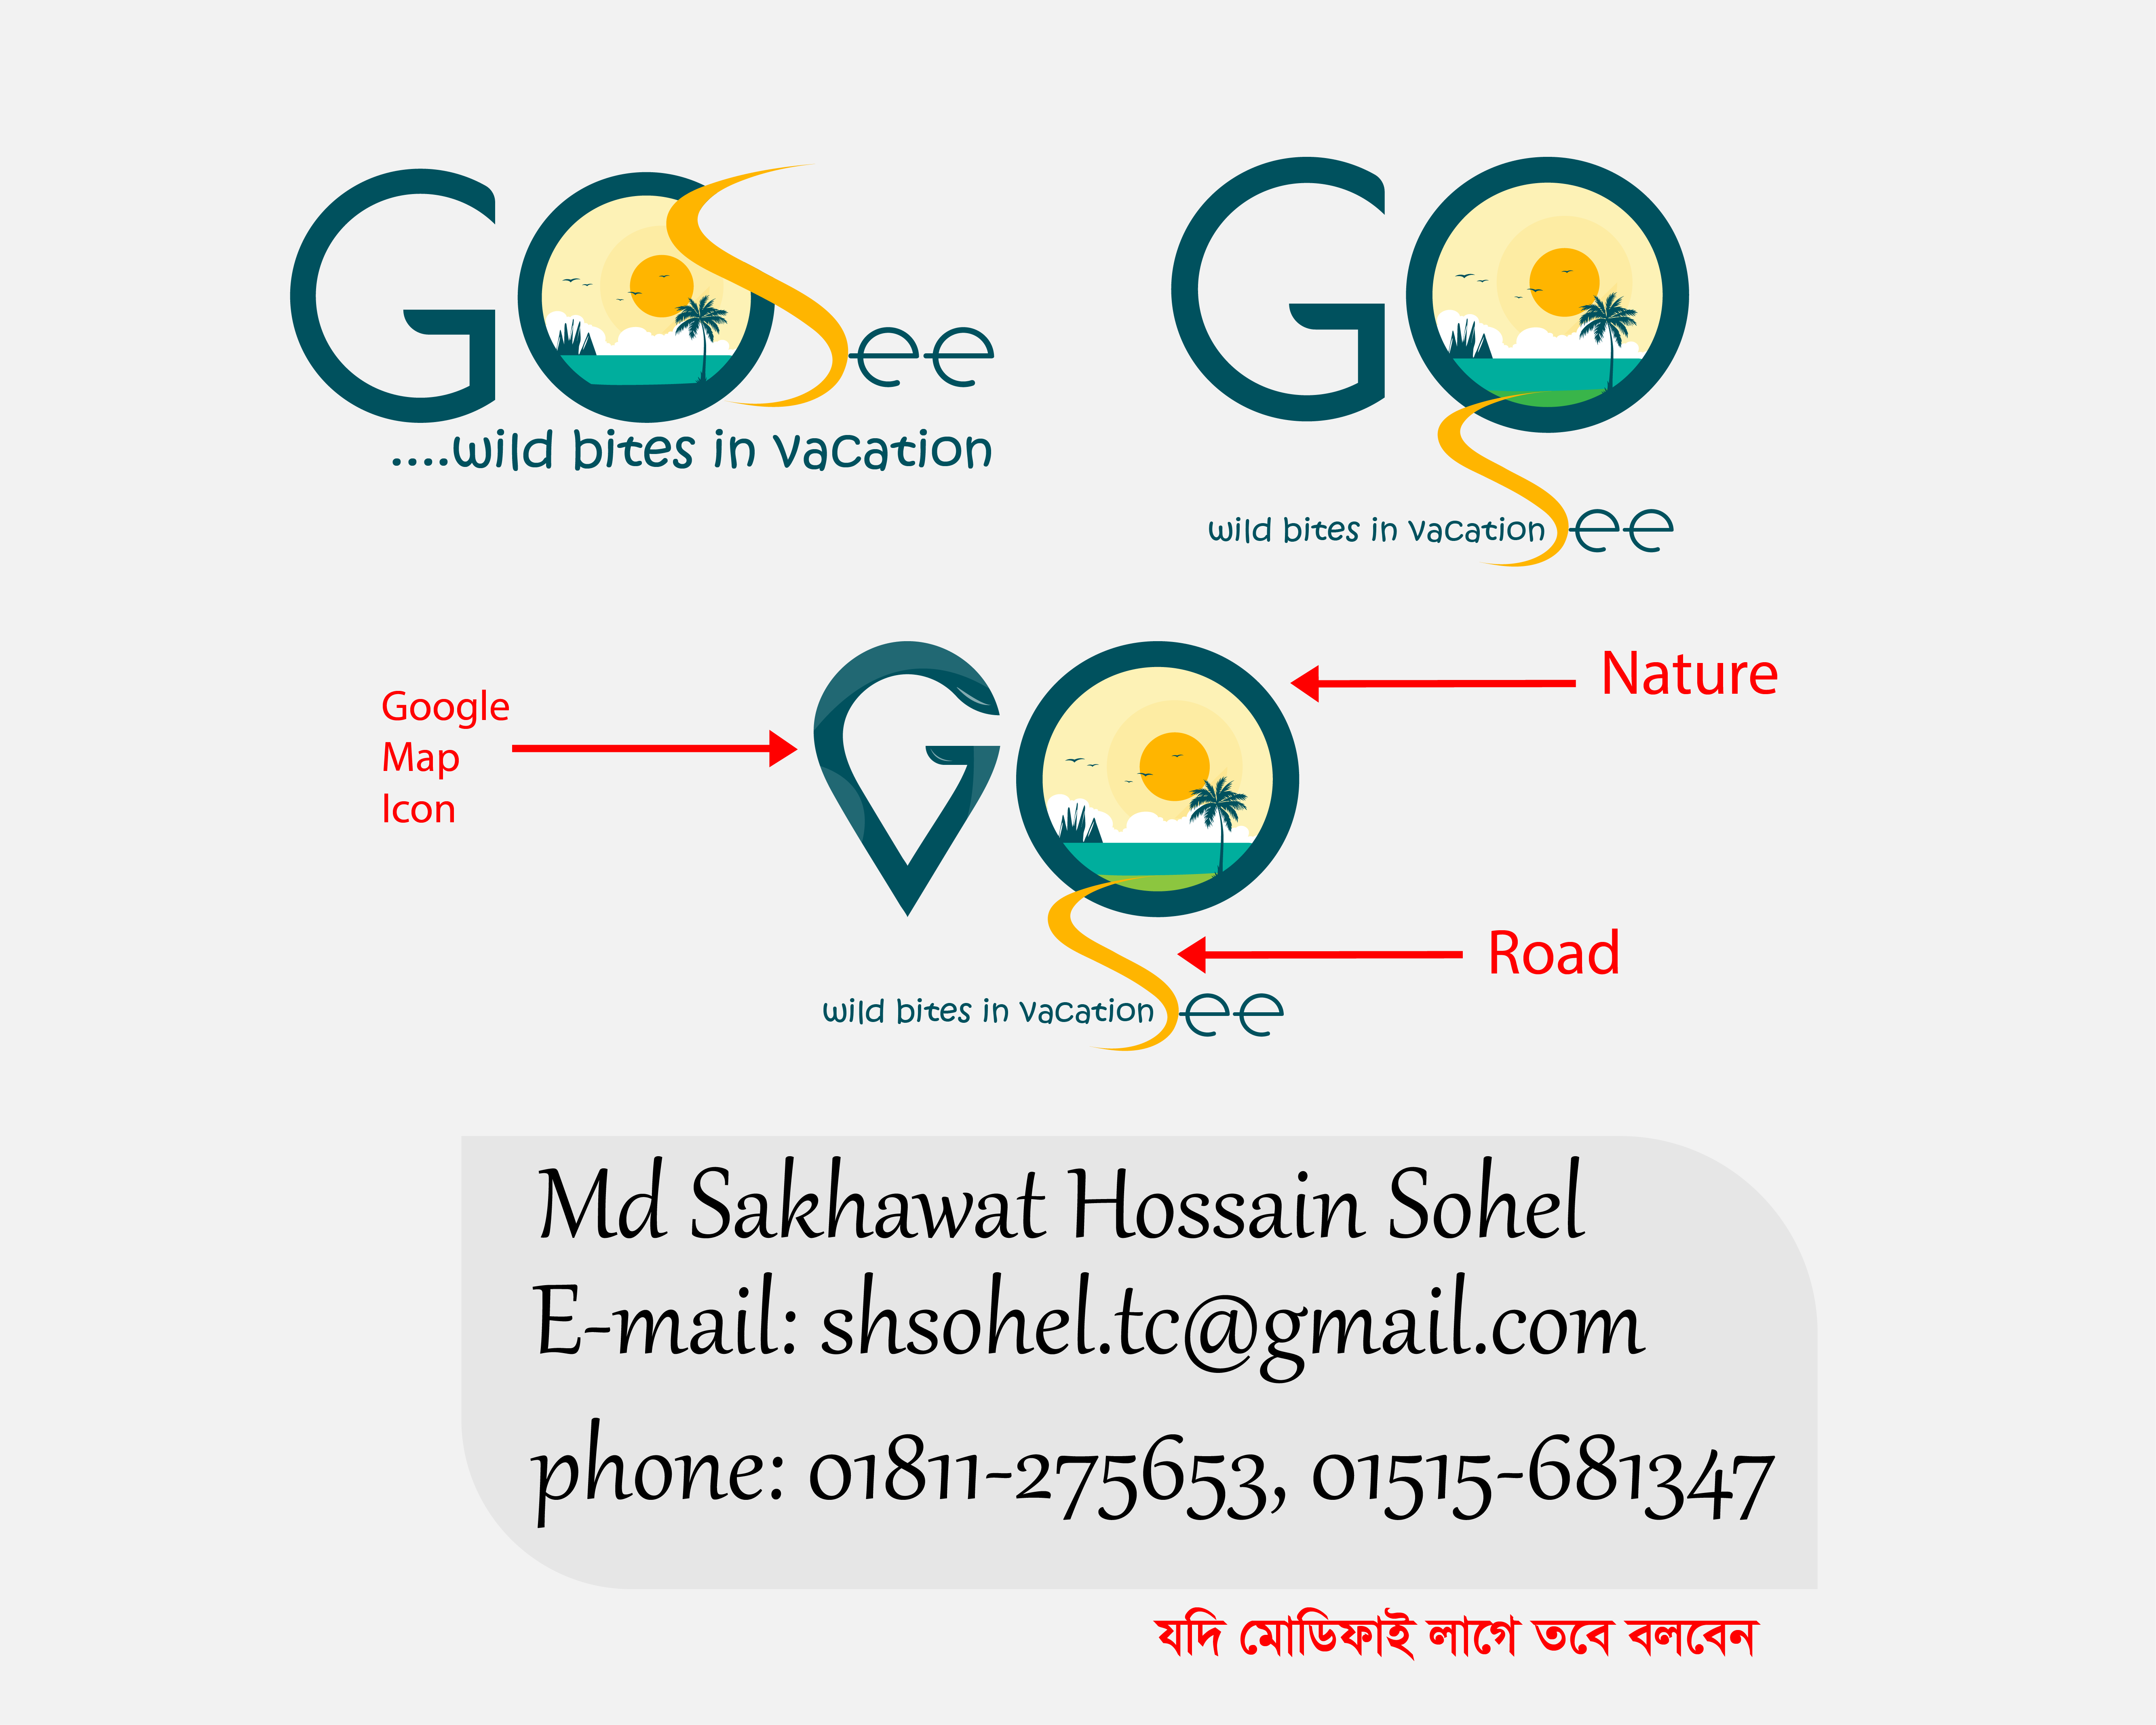 GO See
....wild bites in vacation
GO
wild bites in vacation See
Google
Map
Icon
GO
Nature
Road
wild bites in vacation See
Md Sakhawat Hossain Sohel
E-mail: shsohel.tc@gmail.com
phone: 01811-275653, 01515-681347
যদি মোডিফাই লাগে তবে বলবেন